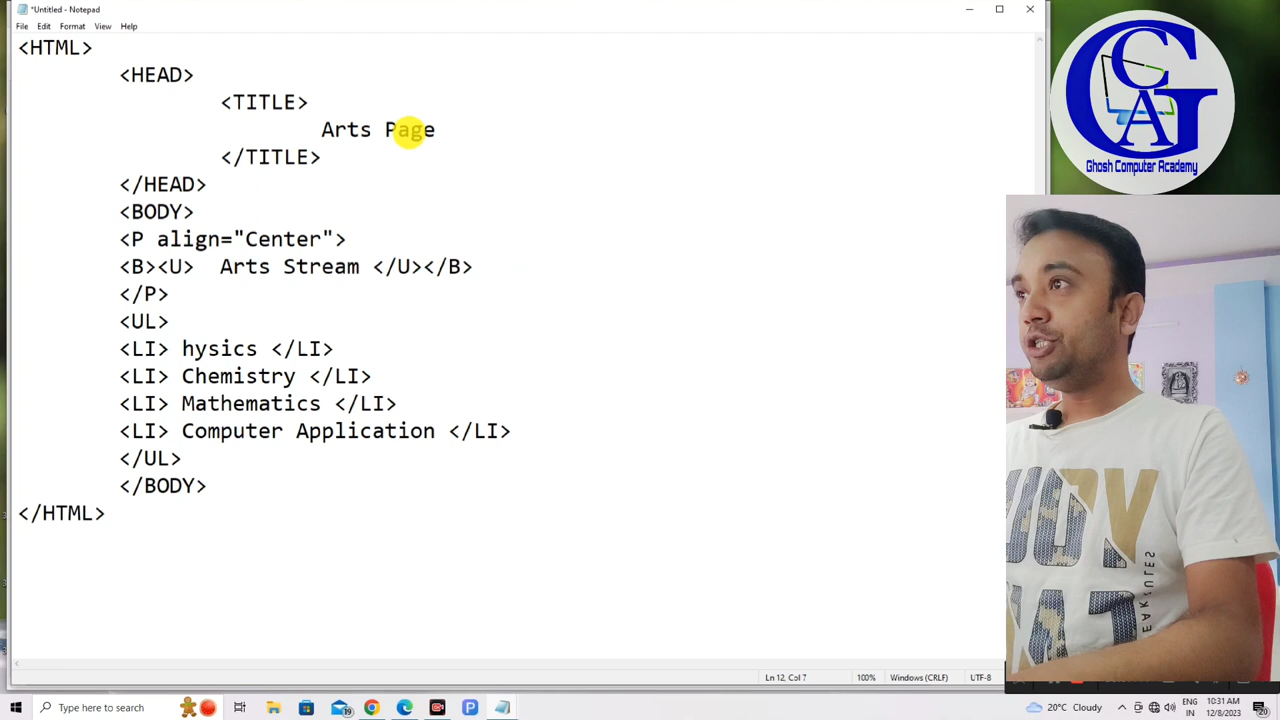 *Untitled - Notepad
File Edit Format View Help
<HTML>
<HEAD>
<TITLE>
Arts Page
</TITLE>
</HEAD>
<BODY>
<P align="Center">
<B><U> Arts Stream </U></B>
</P>
<UL>
<LI> hysics </LI>
<LI> Chemistry </LI>
<LI> Mathematics </LI>
<LI> Computer Application </LI>
</UL>
</BODY>
</HTML>
Ln 12, Col 7 100% Windows (CRLF) UTF-8
Type here to search
20°C Cloudy
ENG
IN
10:31 AM
12/8/2023
20
C
G
A
Ghosh Computer Academy